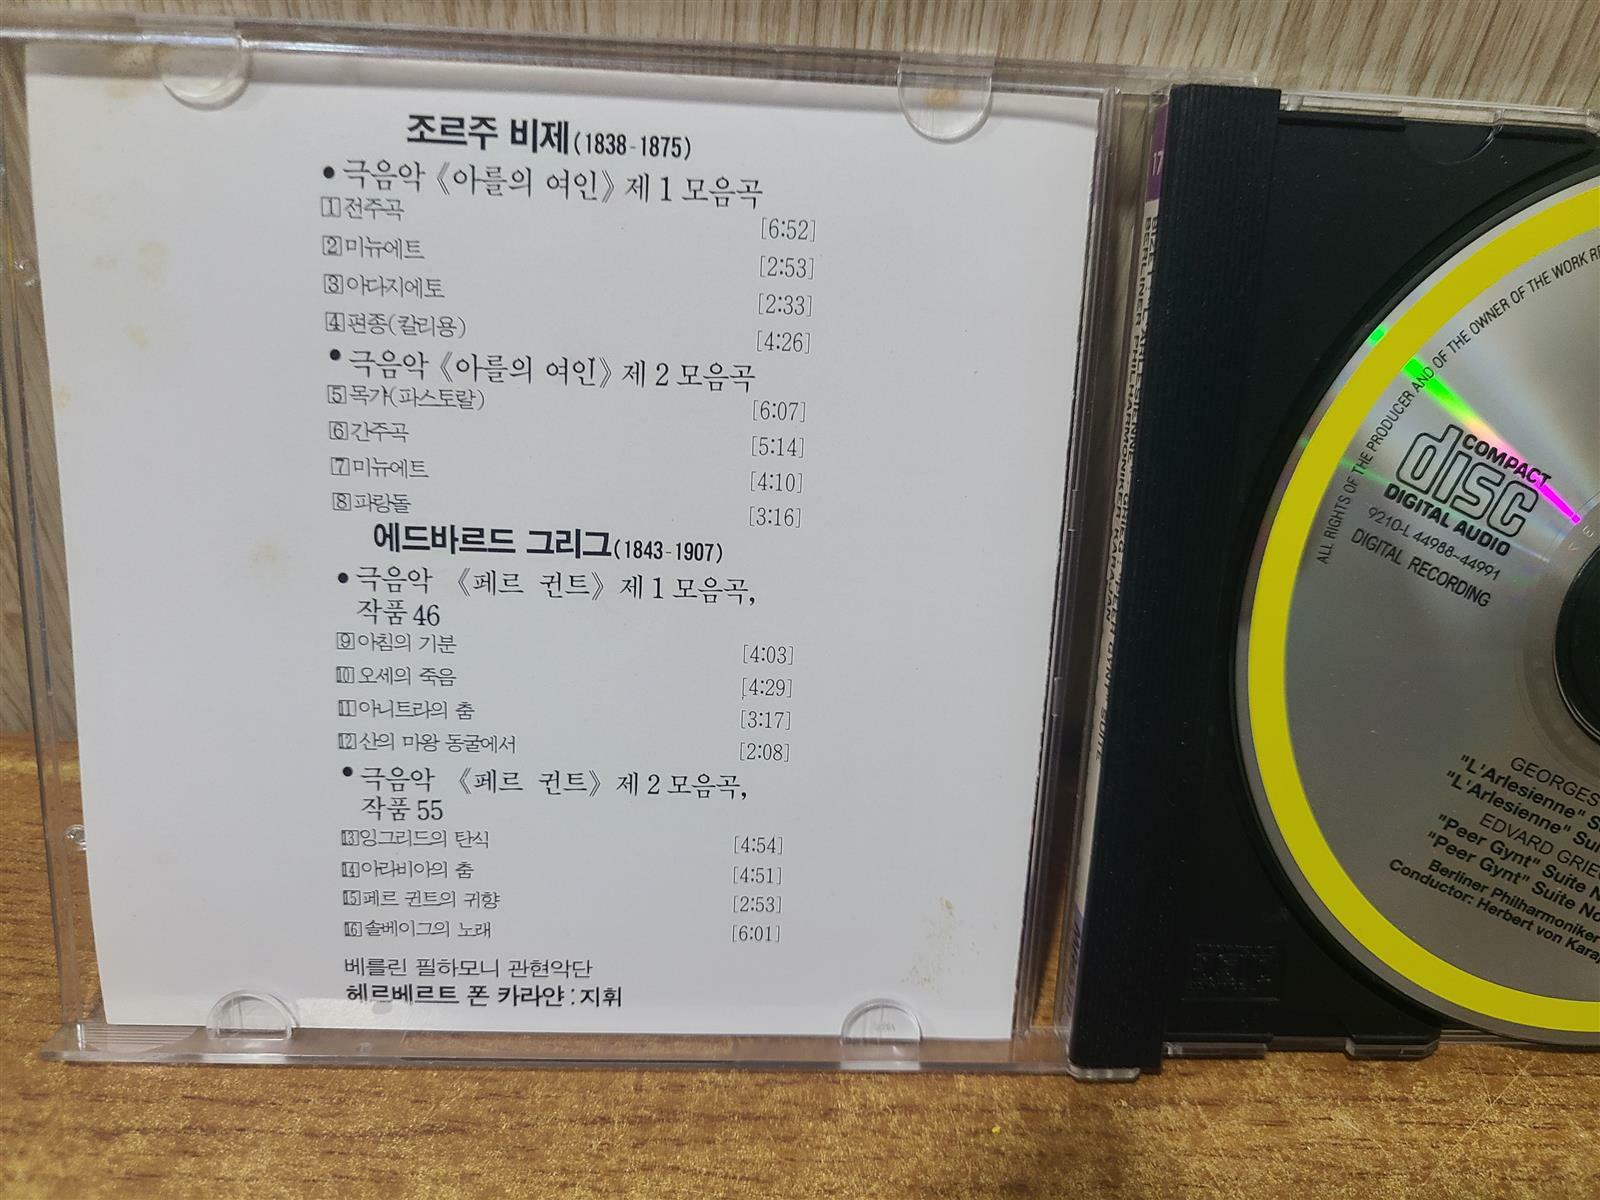 조르주 비제(1838-1875)
• 극음악 《아를의 여인》 제 1 모음곡
1 전주곡 [6:52]
2 미뉴에트 [2:53]
3 아다지에토 [2:33]
4 편종(칼리용) [4:26]
• 극음악 《아를의 여인》 제 2 모음곡
5 목가(파스토랄) [6:07]
6 간주곡 [5:14]
7 미뉴에트 [4:10]
8 파랑돌 [3:16]
에드바르드 그리그(1843-1907)
• 극음악 《페르 귄트》 제 1 모음곡,
작품 46
9 아침의 기분 [4:03]
10 오세의 죽음 [4:29]
11 아니트라의 춤 [3:17]
12 산의 마왕 동굴에서 [2:08]
• 극음악 《페르 귄트》 제 2 모음곡,
작품 55
13 잉그리드의 탄식 [4:54]
14 아라비아의 춤 [4:51]
15 페르 귄트의 귀향 [2:53]
16 솔베이그의 노래 [6:01]
베를린 필하모니 관현악단
헤르베르트 폰 카라얀 : 지휘
17
BERLINER PHILHARMONIKER, KARAJAN
ALL RIGHTS OF THE PRODUCER AND OF THE OWNER OF THE WORK
COMPACT
disc
DIGITAL AUDIO
9210-L 44988~44991
DIGITAL RECORDING
GEORGES
"L'Arlesienne"
"L'Arlesienne"
EDVARD
"Peer Gynt" Suite
"Peer Gynt" Suite
Berliner Philharmoniker
Conductor: Herbert von